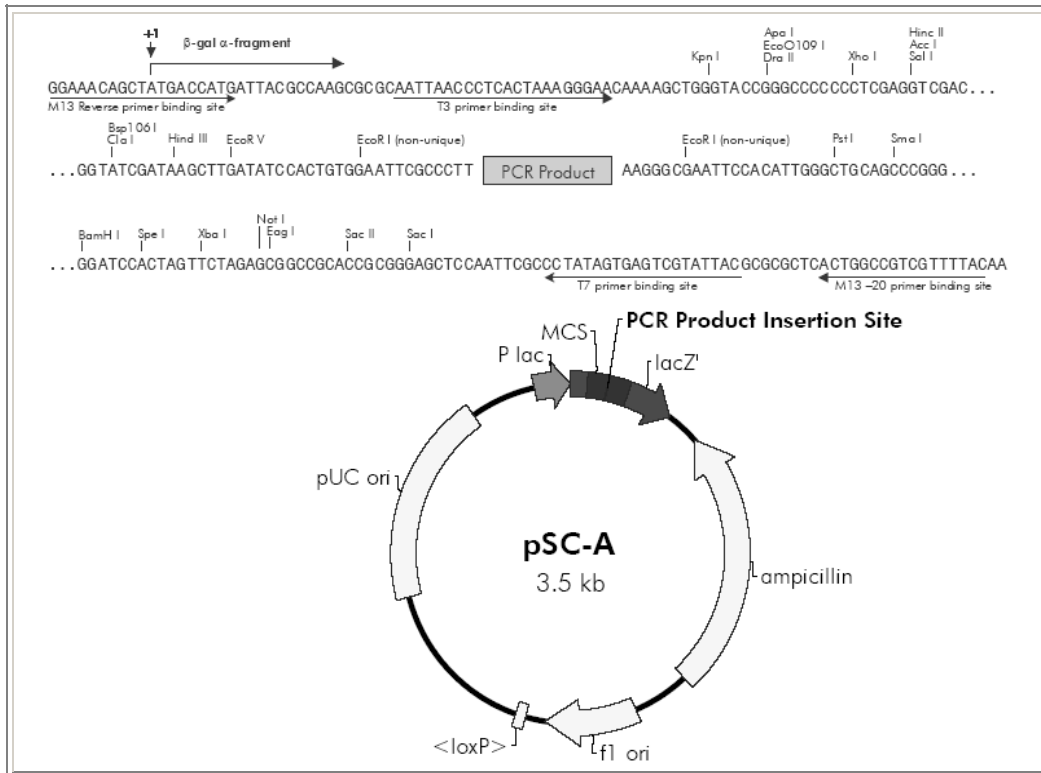 +1
β-gal α-fragment
Apa I
EcoO109 I
Dra II
Kpn I
Xho I
Hinc II
Acc I
Sal I
GGAAACAGCTATGACCATGATTACGCCAAGCGCGCAATTAACCCTCACTAAAGGGAACAAAAGCTGGGTACCGGGCCCCCCCTCGAGGTCGAC...
M13 Reverse primer binding site
T3 primer binding site
Bsp106 I
Cla I
Hind III
EcoR V
EcoR I (non-unique)
EcoR I (non-unique)
Pst I
Sma I
...GGTATCGATAAGCTTGATATCCACTGTGGAATTCGCCCTT PCR Product AAGGGCGAATTCCACATTGGGCTGCAGCCCGGG...
BamH I
Spe I
Xba I
Not I
Eag I
Sac II
Sac I
...GGATCCACTAGTTCTAGAGCGGCCGCACCGCGGGAGCTCCAATTCGCCCTATAGTGAGTCGTATTACGCGCGCTCACTGGCCGTCGTTTTACAA
T7 primer binding site
M13 –20 primer binding site
PCR Product Insertion Site
MCS
P lac
lacZ'
pUC ori
pSC-A
3.5 kb
ampicillin
<loxP>
f1 ori